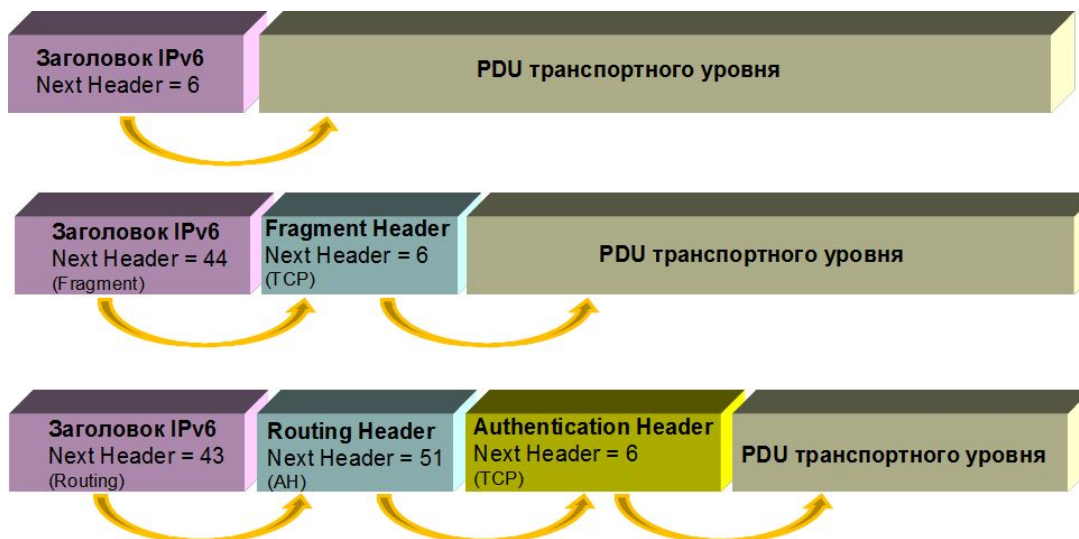 Заголовок IPv6
Next Header = 6
PDU транспортного уровня
Заголовок IPv6
Next Header = 44
(Fragment)
Fragment Header
Next Header = 6
(TCP)
PDU транспортного уровня
Заголовок IPv6
Next Header = 43
(Routing)
Routing Header
Next Header = 51
(AH)
Authentication Header
Next Header = 6
(TCP)
PDU транспортного уровня